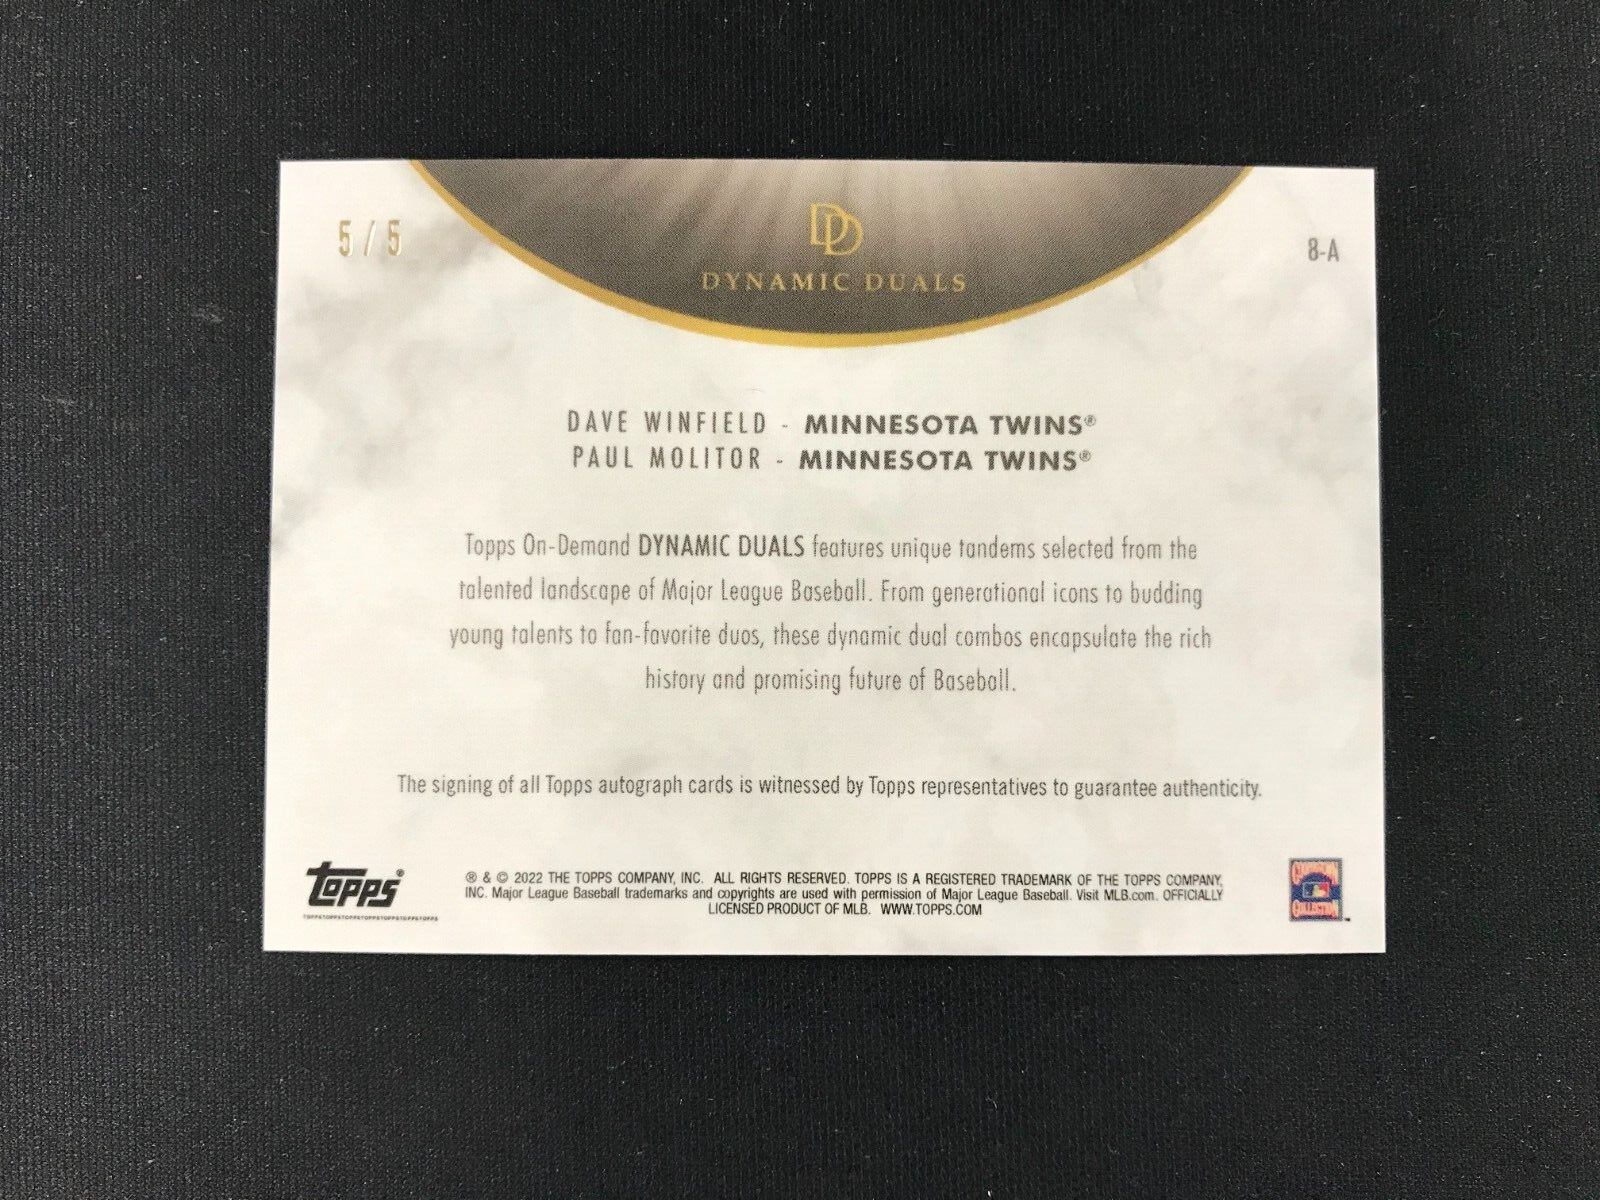 5 / 5
DD
DYNAMIC DUALS
8-A
DAVE WINFIELD - MINNESOTA TWINS®
PAUL MOLITOR - MINNESOTA TWINS®
Topps On-Demand DYNAMIC DUALS features unique tandems selected from the
talented landscape of Major League Baseball. From generational icons to budding
young talents to fan-favorite duos, these dynamic dual combos encapsulate the rich
history and promising future of Baseball.
The signing of all Topps autograph cards is witnessed by Topps representatives to guarantee authenticity.
topps®
TOPPSTOPPSTOPPSTOPPSTOPPSTOPPSTOPPS
® & © 2022 THE TOPPS COMPANY, INC. ALL RIGHTS RESERVED. TOPPS IS A REGISTERED TRADEMARK OF THE TOPPS COMPANY,
INC. Major League Baseball trademarks and copyrights are used with permission of Major League Baseball. Visit MLB.com. OFFICIALLY
LICENSED PRODUCT OF MLB. WWW.TOPPS.COM
COOPERSTOWN
COLLECTION
™